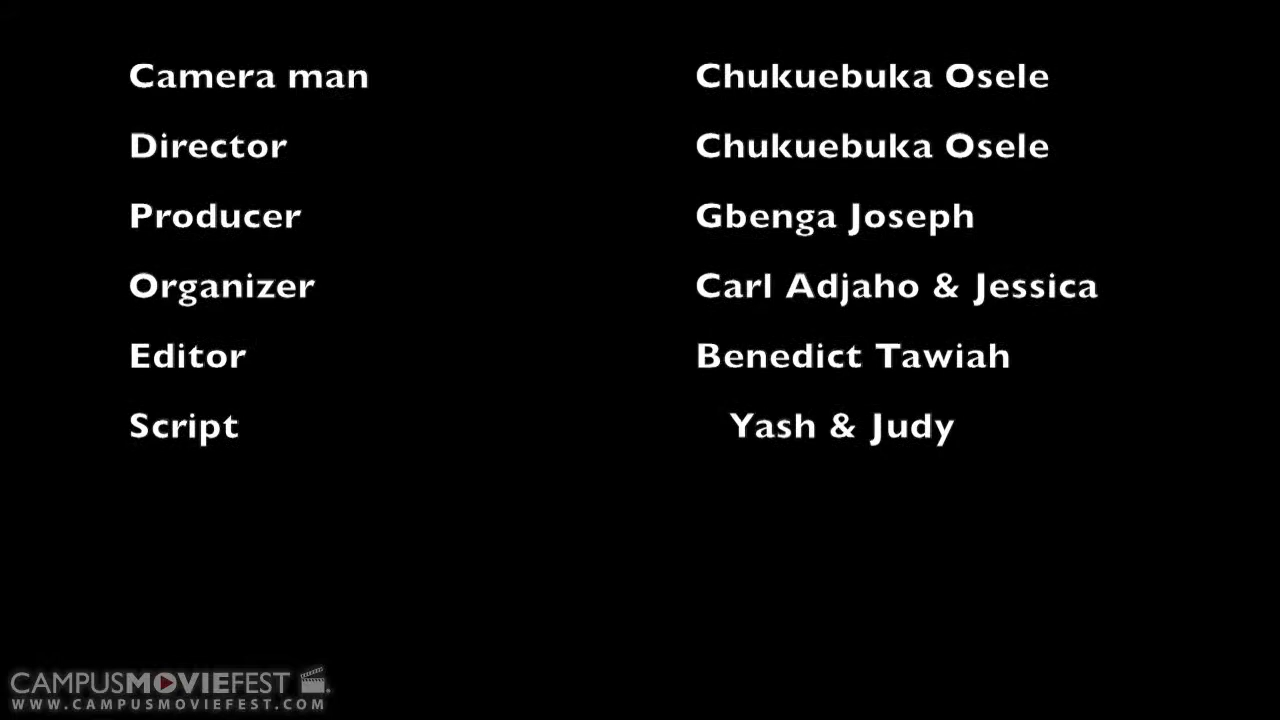 Camera man Chukuebuka Osele
Director Chukuebuka Osele
Producer Gbenga Joseph
Organizer Carl Adjaho & Jessica
Editor Benedict Tawiah
Script Yash & Judy
CAMPUSMOVIEFEST
WWW.CAMPUSMOVIEFEST.COM